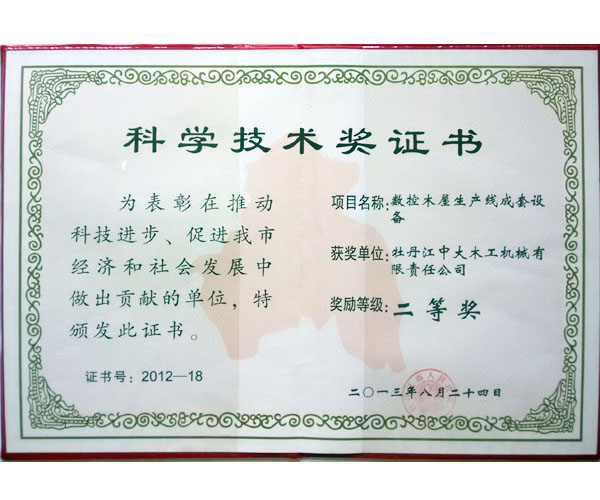 科学技术奖证书
为表彰在推动
科技进步、促进我市
经济和社会发展中
做出贡献的单位，特
颁发此证书。
证书号：2012—18
项目名称：数控木屋生产线成套设
备
获奖单位：牡丹江中大木工机械有
限责任公司
奖励等级：二等奖
二〇一三年八月二十四日